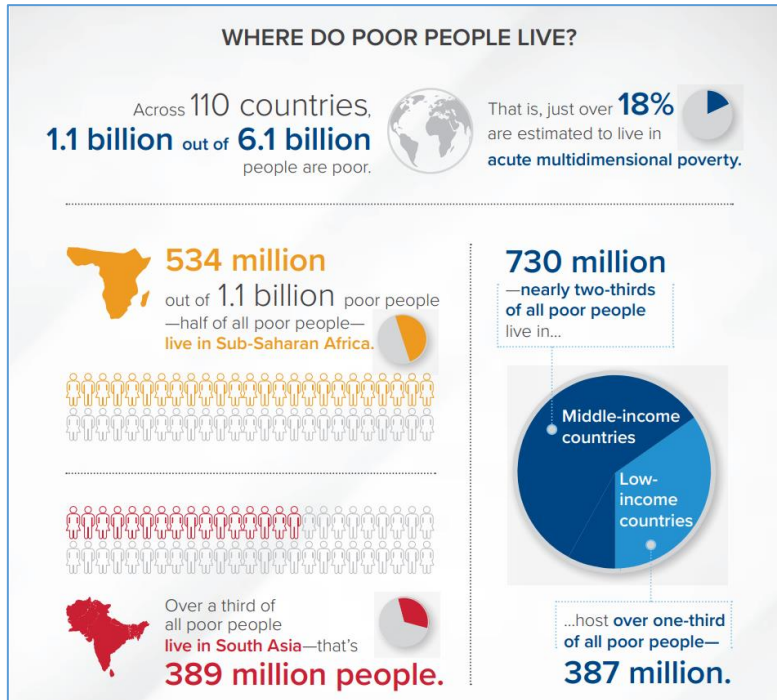 WHERE DO POOR PEOPLE LIVE?
Across 110 countries,
1.1 billion out of 6.1 billion
people are poor.
That is, just over 18%
are estimated to live in
acute multidimensional poverty.
534 million
out of 1.1 billion poor people
—half of all poor people—
live in Sub-Saharan Africa.
Over a third of
all poor people
live in South Asia—that's
389 million people.
730 million
—nearly two-thirds
of all poor people
live in...
Middle-income
countries
Low-
income
countries
...host over one-third
of all poor people—
387 million.